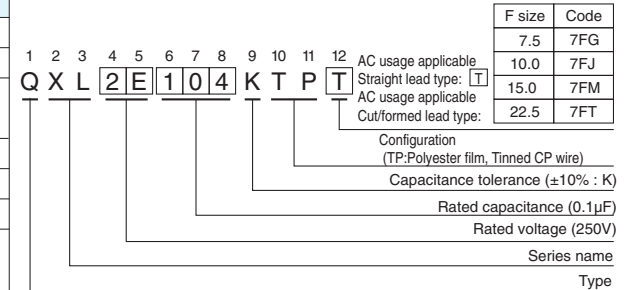 F size Code
7.5 7FG
10.0 7FJ
15.0 7FM
22.5 7FT
1 2 3 4 5 6 7 8 9 10 11 12
Q X L 2 E 1 0 4 K T P T
AC usage applicable
Straight lead type: T
AC usage applicable
Cut/formed lead type:
Configuration
(TP:Polyester film, Tinned CP wire)
Capacitance tolerance (±10% : K)
Rated capacitance (0.1µF)
Rated voltage (250V)
Series name
Type